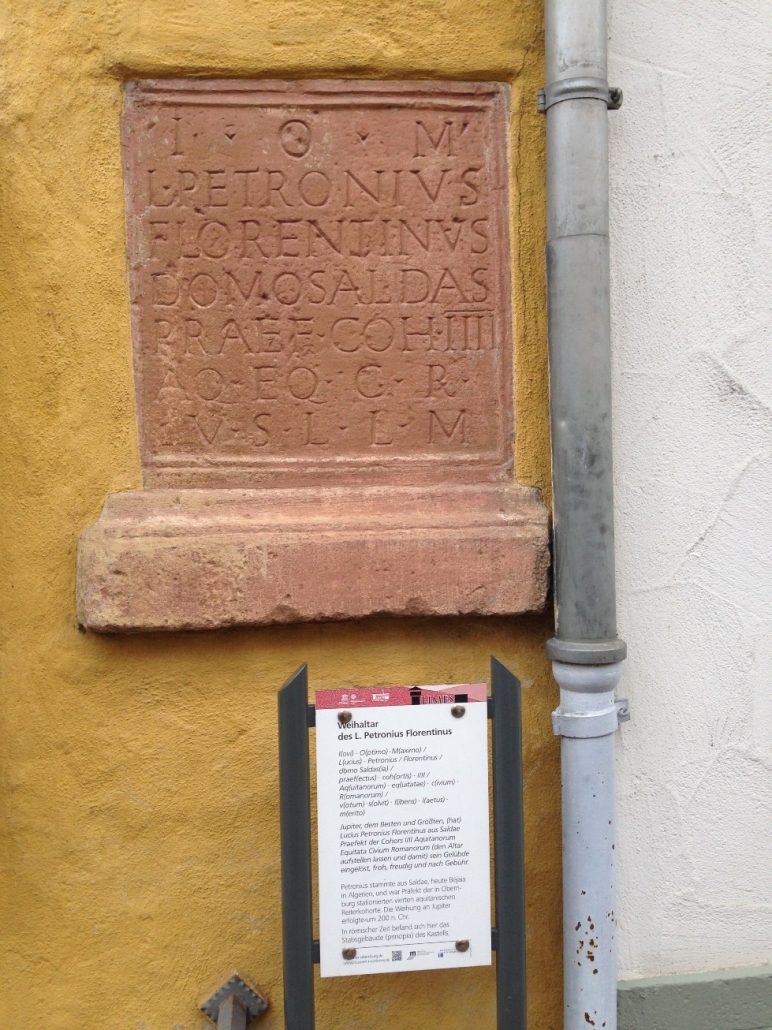 I · O · M
L·PETRONIVS
FLORENTINVS
DOMOSALDAS
PRAEF·COH·IIII
AQ·EQ·C·R·
V·S·L·L·M
LIMES
Weihaltar
des L. Petronius Florentinus
I(ovi) · O(ptimo) · M(axemo) /
L(ucius) · Petronius / Florentinus /
domo Saldas(ia) /
praef(ectus) · coh(ortis) · IIII /
Aq(uitanorum) · eq(uitatae) · c(ivium) ·
R(omanorum) /
v(otum) · s(olvit) · l(ibens) · l(aetus) ·
m(erito)
Jupiter, dem Besten und Größten, (hat)
Lucius Petronius Florentinus aus Saldae
Praefekt der Cohors IIII Aquitanorum
Equitata Civium Romanorum (den Altar
aufstellen lassen und damit) sein Gelübde
eingelöst, froh, freudig und nach Gebühr.
Petronius stammte aus Saldae, heute Bejaia
in Algerien, und war Präfekt der in Obern-
burg stationierten vierten aquitanischen
Reiterkohorte. Die Weihung an Jupiter
erfolgte um 200 n. Chr.
In römischer Zeit befand sich hier das
Stabsgebäude (principia) des Kastells.